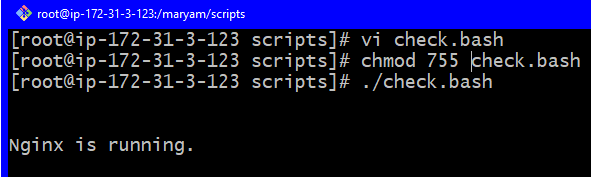 root@ip-172-31-3-123:/maryam/scripts
[root@ip-172-31-3-123 scripts]# vi check.bash
[root@ip-172-31-3-123 scripts]# chmod 755 check.bash
[root@ip-172-31-3-123 scripts]# ./check.bash
Nginx is running.